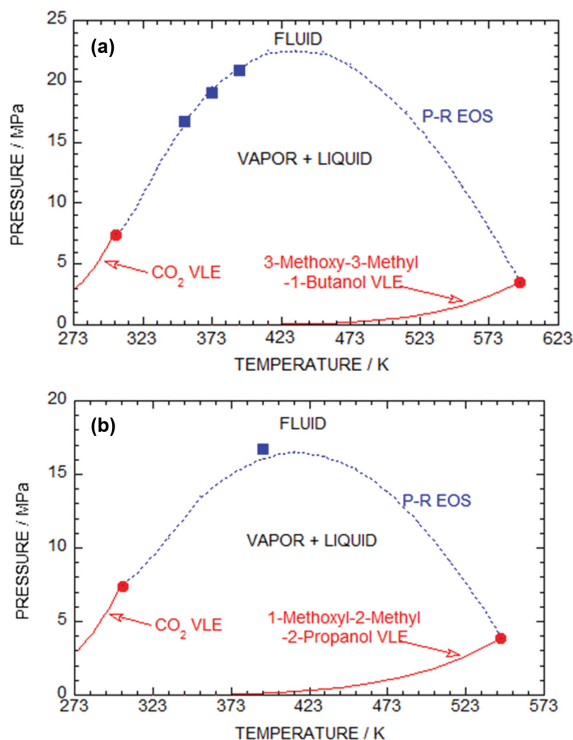 (a)
FLUID
P-R EOS
VAPOR + LIQUID
3-Methoxy-3-Methyl
-1-Butanol VLE
CO2 VLE
PRESSURE / MPa
25
20
15
10
5
0
273 323 373 423 473 523 573 623
TEMPERATURE / K
(b)
FLUID
P-R EOS
VAPOR + LIQUID
1-Methoxyl-2-Methyl
-2-Propanol VLE
CO2 VLE
PRESSURE / MPa
20
15
10
5
0
273 323 373 423 473 523 573
TEMPERATURE / K